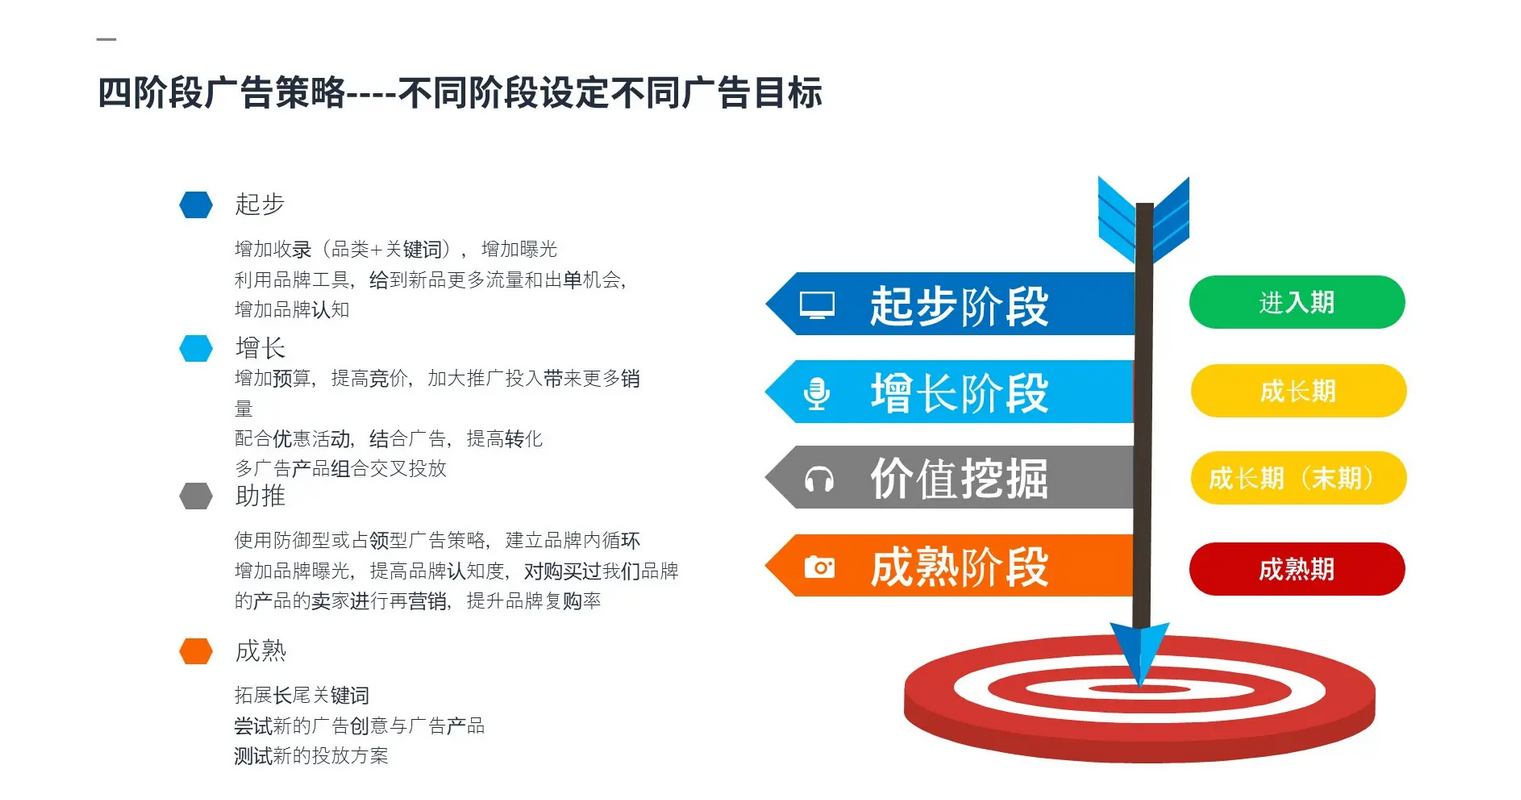 四阶段广告策略----不同阶段设定不同广告目标
起步
增加收录（品类+关键词），增加曝光
利用品牌工具，给到新品更多流量和出单机会，
增加品牌认知
增长
增加预算，提高竞价，加大推广投入带来更多销
量
配合优惠活动，结合广告，提高转化
多广告产品组合交叉投放
助推
使用防御型或占领型广告策略，建立品牌内循环
增加品牌曝光，提高品牌认知度，对购买过我们品牌
的产品的卖家进行再营销，提升品牌复购率
成熟
拓展长尾关键词
尝试新的广告创意与广告产品
测试新的投放方案
起步阶段
进入期
增长阶段
成长期
价值挖掘
成长期（末期）
成熟阶段
成熟期